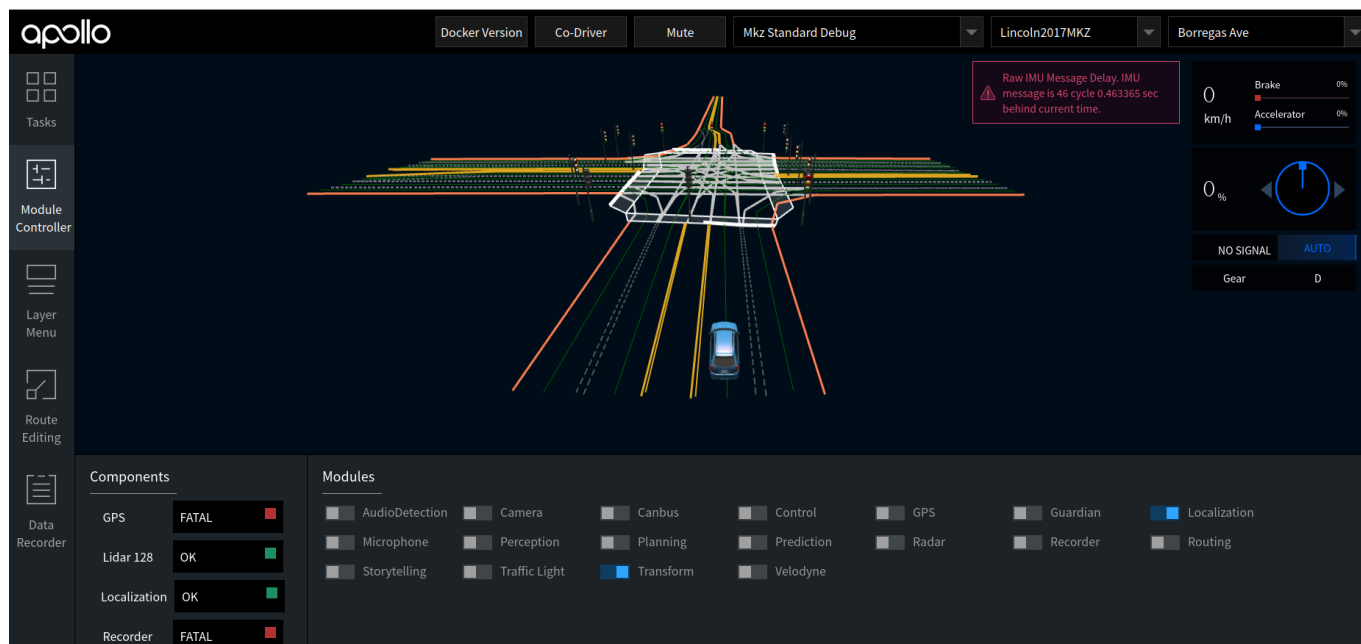 apollo
Docker Version
Co-Driver
Mute
Mkz Standard Debug
Lincoln2017MKZ
Borregas Ave
Tasks
Module
Controller
Layer
Menu
Route
Editing
Data
Recorder
Raw IMU Message Delay. IMU
message is 46 cycle 0.463365 sec
behind current time.
0
km/h
Brake 0%
Accelerator 0%
0 %
NO SIGNAL AUTO
Gear D
Components
GPS FATAL
Lidar 128 OK
Localization OK
Recorder FATAL
Modules
AudioDetection Camera Canbus Control GPS Guardian Localization
Microphone Perception Planning Prediction Radar Recorder Routing
Storytelling Traffic Light Transform Velodyne